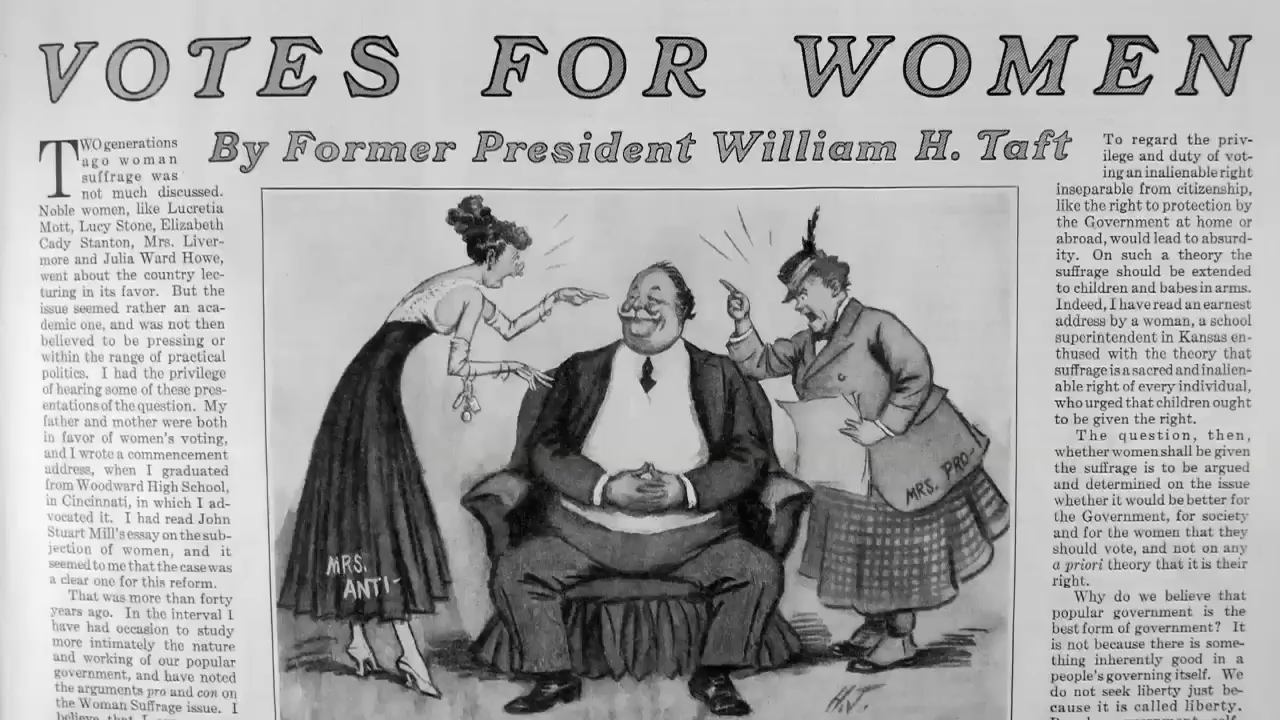 VOTES FOR WOMEN
By Former President William H. Taft
TWO generations
ago woman
suffrage was
not much discussed.
Noble women, like Lucretia
Mott, Lucy Stone, Elizabeth
Cady Stanton, Mrs. Liver-
more and Julia Ward Howe,
went about the country lec-
turing in its favor. But the
issue seemed rather an aca-
demic one, and was not then
believed to be pressing or
within the range of practical
politics. I had the privilege
of hearing some of these pres-
entations of the question. My
father and mother were both
in favor of women's voting,
and I wrote a commencement
address, when I graduated
from Woodward High School,
in Cincinnati, in which I ad-
vocated it. I had read John
Stuart Mill's essay on the sub-
jection of women, and it
seemed to me that the case was
a clear one for this reform.
That was more than forty
years ago. In the interval I
have had occasion to study
more intimately the nature
and working of our popular
government, and have noted
the arguments pro and con on
the Woman Suffrage issue. I
believe that I
MRS.
ANTI-
MRS. PRO-
H.T.
To regard the priv-
ilege and duty of vot-
ing an inalienable right
inseparable from citizenship,
like the right to protection by
the Government at home or
abroad, would lead to absurd-
ity. On such a theory the
suffrage should be extended
to children and babes in arms.
Indeed, I have read an earnest
address by a woman, a school
superintendent in Kansas en-
thused with the theory that
suffrage is a sacred and inalien-
able right of every individual,
who urged that children ought
to be given the right.
The question, then,
whether women shall be given
the suffrage is to be argued
and determined on the issue
whether it would be better for
the Government, for society
and for the women that they
should vote, and not on any
a priori theory that it is their
right.
Why do we believe that
popular government is the
best form of government? It
is not because there is some-
thing inherently good in a
people's governing itself. We
do not seek liberty just be-
cause it is called liberty.